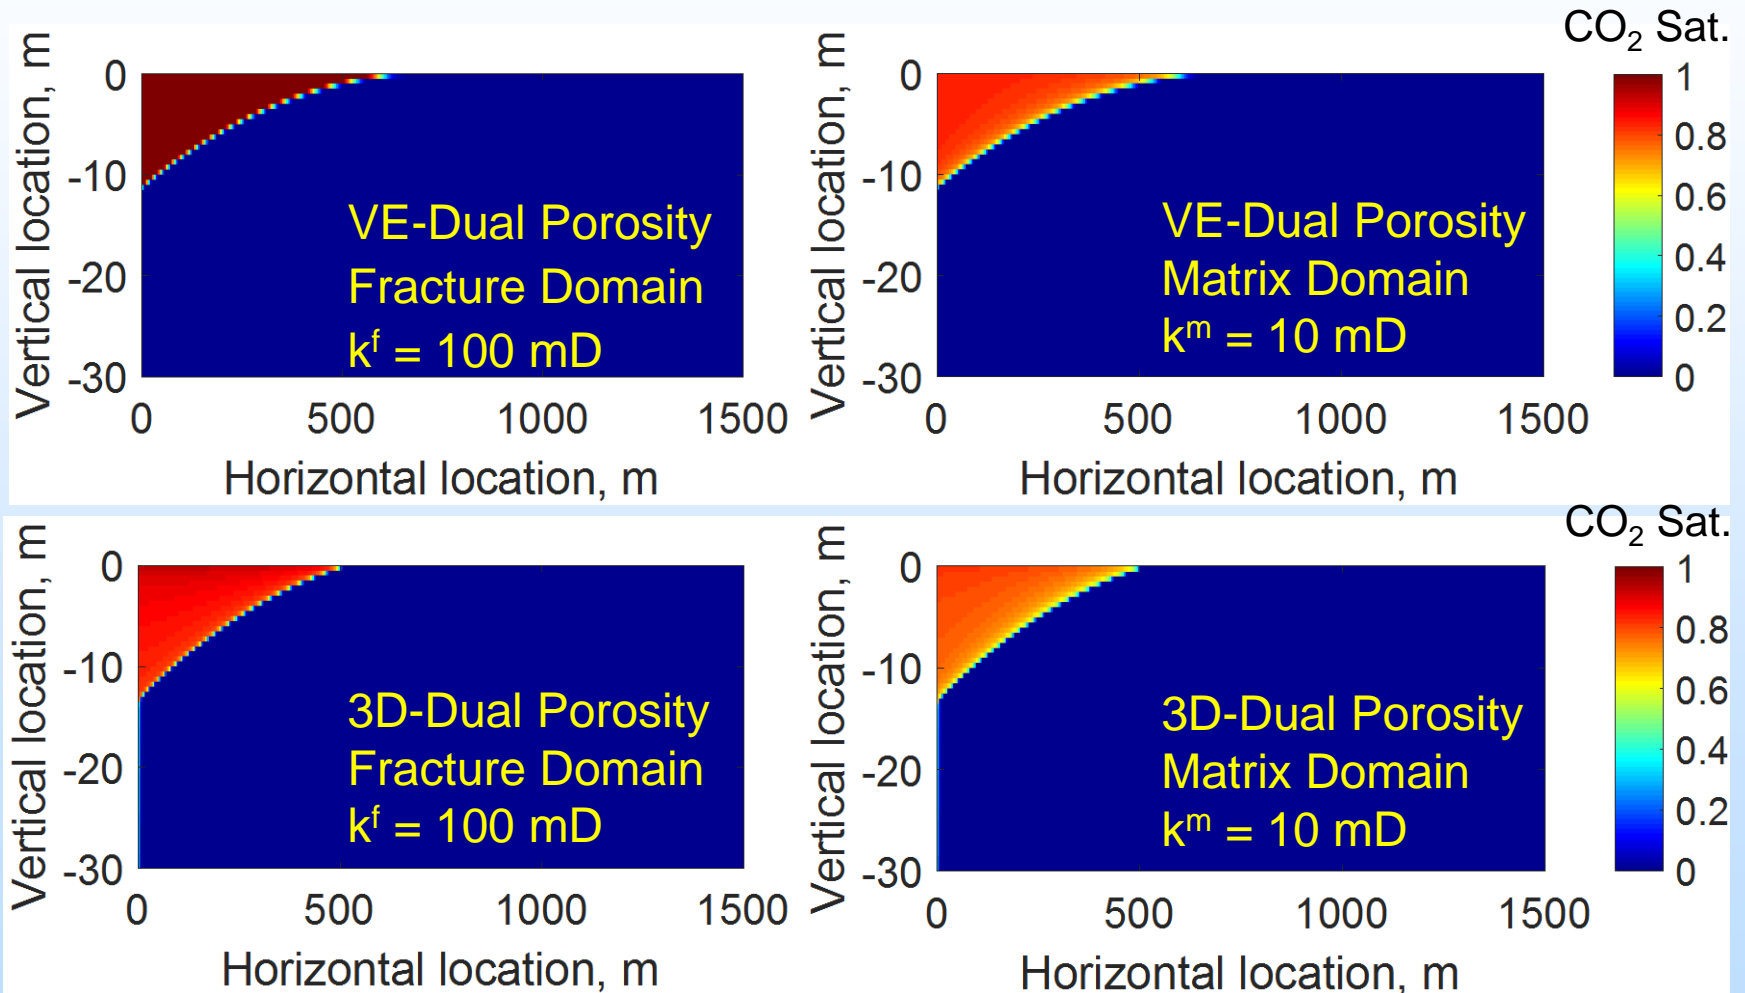 CO₂ Sat.
Vertical location, m
0
-10
-20
-30
VE-Dual Porosity
Fracture Domain
kᶠ = 100 mD
0 500 1000 1500
Horizontal location, m
Vertical location, m
0
-10
-20
-30
VE-Dual Porosity
Matrix Domain
kᵐ = 10 mD
0 500 1000 1500
Horizontal location, m
1
0.8
0.6
0.4
0.2
0
CO₂ Sat.
Vertical location, m
0
-10
-20
-30
3D-Dual Porosity
Fracture Domain
kᶠ = 100 mD
0 500 1000 1500
Horizontal location, m
Vertical location, m
0
-10
-20
-30
3D-Dual Porosity
Matrix Domain
kᵐ = 10 mD
0 500 1000 1500
Horizontal location, m
1
0.8
0.6
0.4
0.2
0